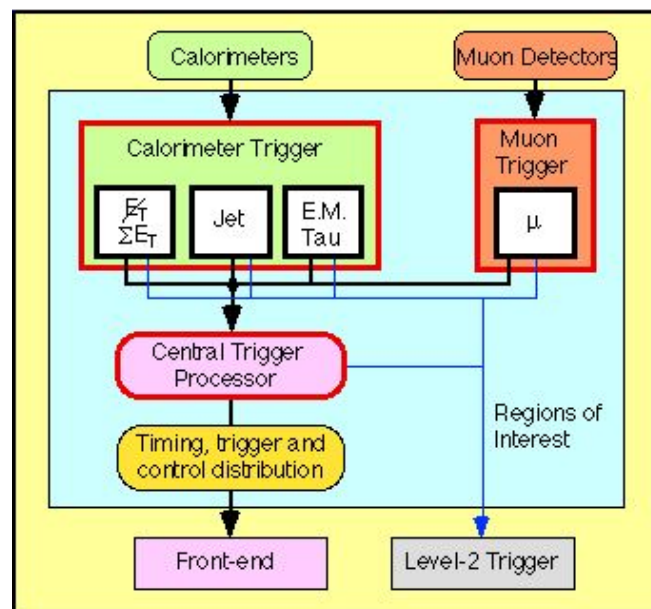 Calorimeters
Muon Detectors
Calorimeter Trigger
Muon
Trigger
E̸T
ΣET
Jet
E.M.
Tau
μ
Central Trigger
Processor
Timing, trigger and
control distribution
Regions of
Interest
Front-end
Level-2 Trigger